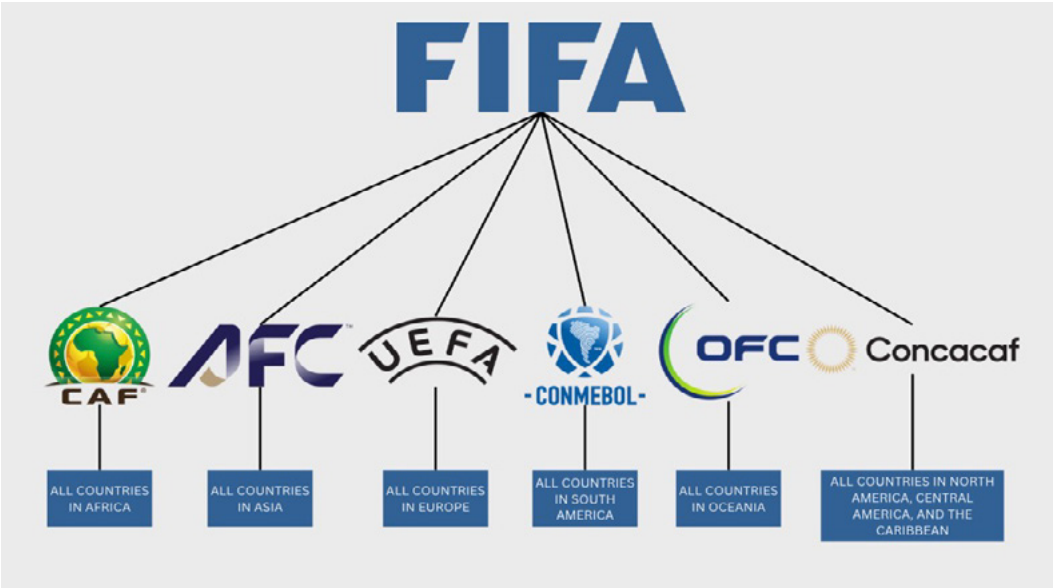 FIFA
CAF
AFC
UEFA
-CONMEBOL-
OFC
Concacaf
ALL COUNTRIES
IN AFRICA
ALL COUNTRIES
IN ASIA
ALL COUNTRIES
IN EUROPE
ALL COUNTRIES
IN SOUTH
AMERICA
ALL COUNTRIES
IN OCEANIA
ALL COUNTRIES IN NORTH
AMERICA, CENTRAL
AMERICA, AND THE
CARIBBEAN